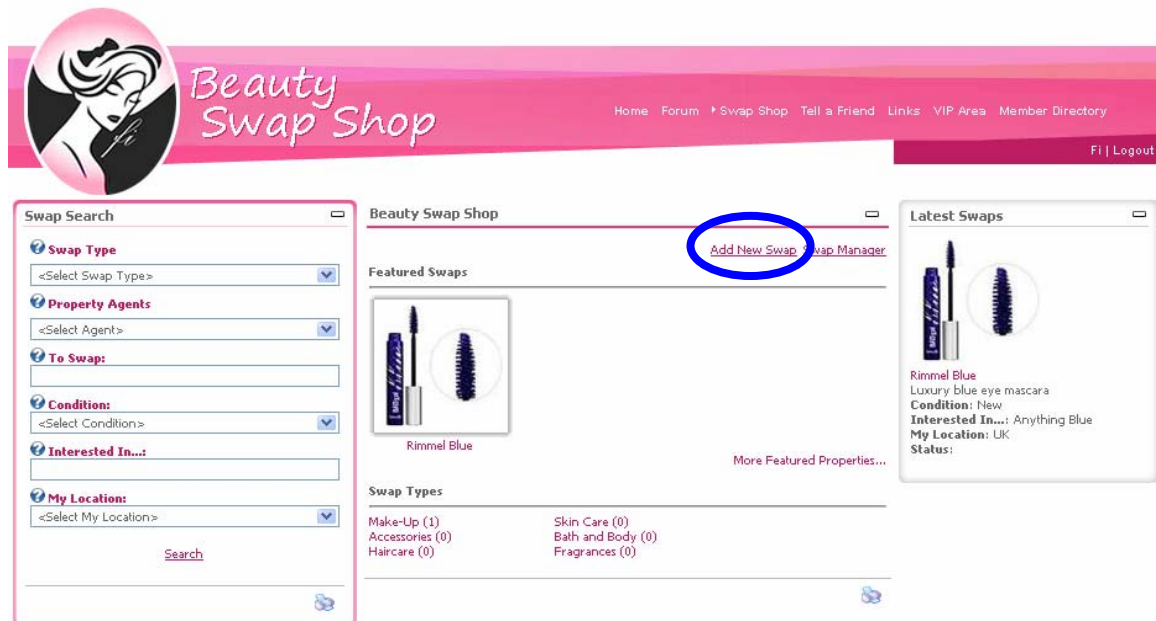 Beauty
Swap Shop
fi
Home Forum Swap Shop Tell a Friend Links VIP Area Member Directory
Fi | Logout
Swap Search
Swap Type
<Select Swap Type>
Property Agents
<Select Agent>
To Swap:
Condition:
<Select Condition>
Interested In...:
My Location:
<Select My Location>
Search
Beauty Swap Shop
Add New Swap Swap Manager
Featured Swaps
Rimmel Blue
More Featured Properties...
Swap Types
Make-Up (1) Skin Care (0)
Accessories (0) Bath and Body (0)
Haircare (0) Fragrances (0)
Latest Swaps
Rimmel Blue
Luxury blue eye mascara
Condition: New
Interested In...: Anything Blue
My Location: UK
Status: